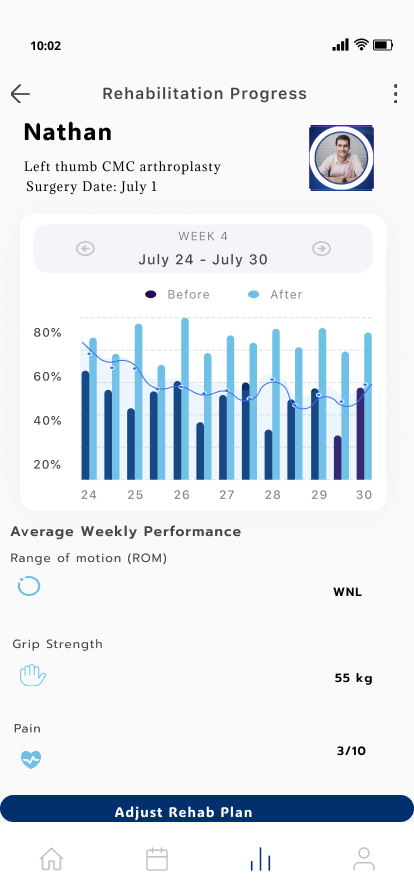 10:02
Rehabilitation Progress
Nathan
Left thumb CMC arthroplasty
Surgery Date: July 1
WEEK 4
July 24 - July 30
Before After
80%
60%
40%
20%
24 25 26 27 28 29 30
Average Weekly Performance
Range of motion (ROM)
WNL
Grip Strength
55 kg
Pain
3/10
Adjust Rehab Plan